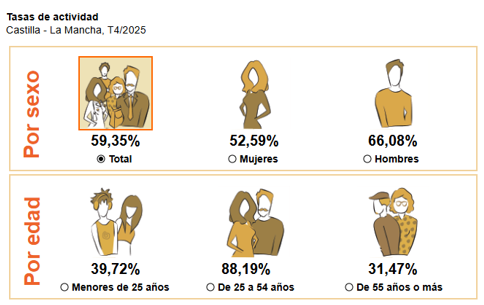 Tasas de actividad
Castilla - La Mancha, T4/2025
Por sexo
59,35% 52,59% 66,08%
Total Mujeres Hombres
Por edad
39,72% 88,19% 31,47%
Menores de 25 años De 25 a 54 años De 55 años o más